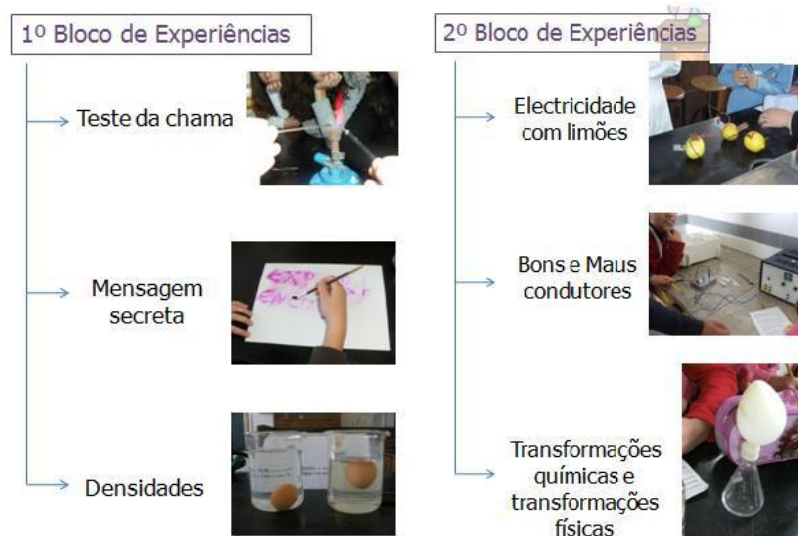 1º Bloco de Experiências
Teste da chama
Mensagem
secreta
Densidades
2º Bloco de Experiências
Electricidade
com limões
Bons e Maus
condutores
Transformações
químicas e
transformações
físicas